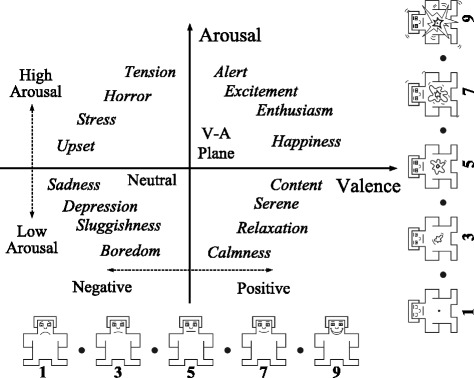 Arousal
High
Arousal
Tension
Alert
Horror
Excitement
Stress
Enthusiasm
Upset
V-A
Plane
Happiness
Sadness
Neutral
Content
Valence
Depression
Serene
Sluggishness
Relaxation
Low
Arousal
Boredom
Calmness
Negative
Positive
1 3 5 7 9
9
7
5
3
1